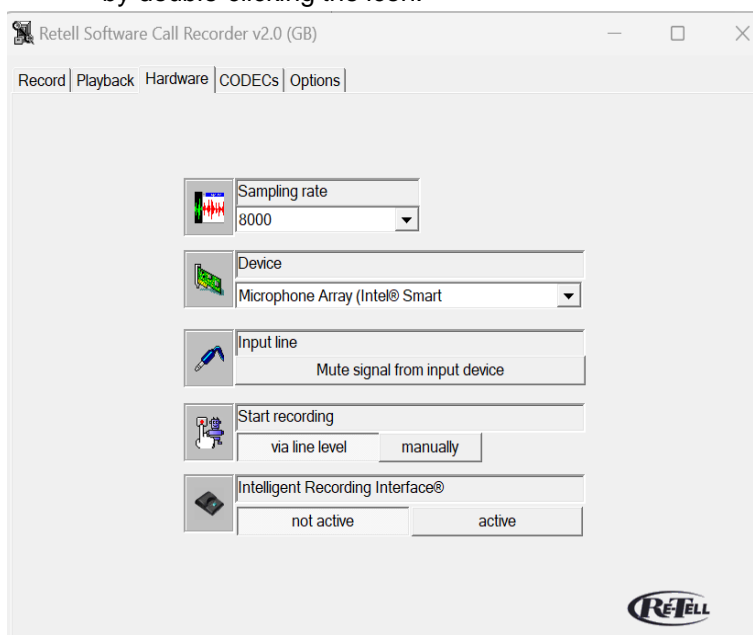 by double-clicking the icon.
Retell Software Call Recorder v2.0 (GB)
Record Playback Hardware CODECs Options
Sampling rate
8000
Device
Microphone Array (Intel® Smart
Input line
Mute signal from input device
Start recording
via line level manually
Intelligent Recording Interface®
not active active
RETELL